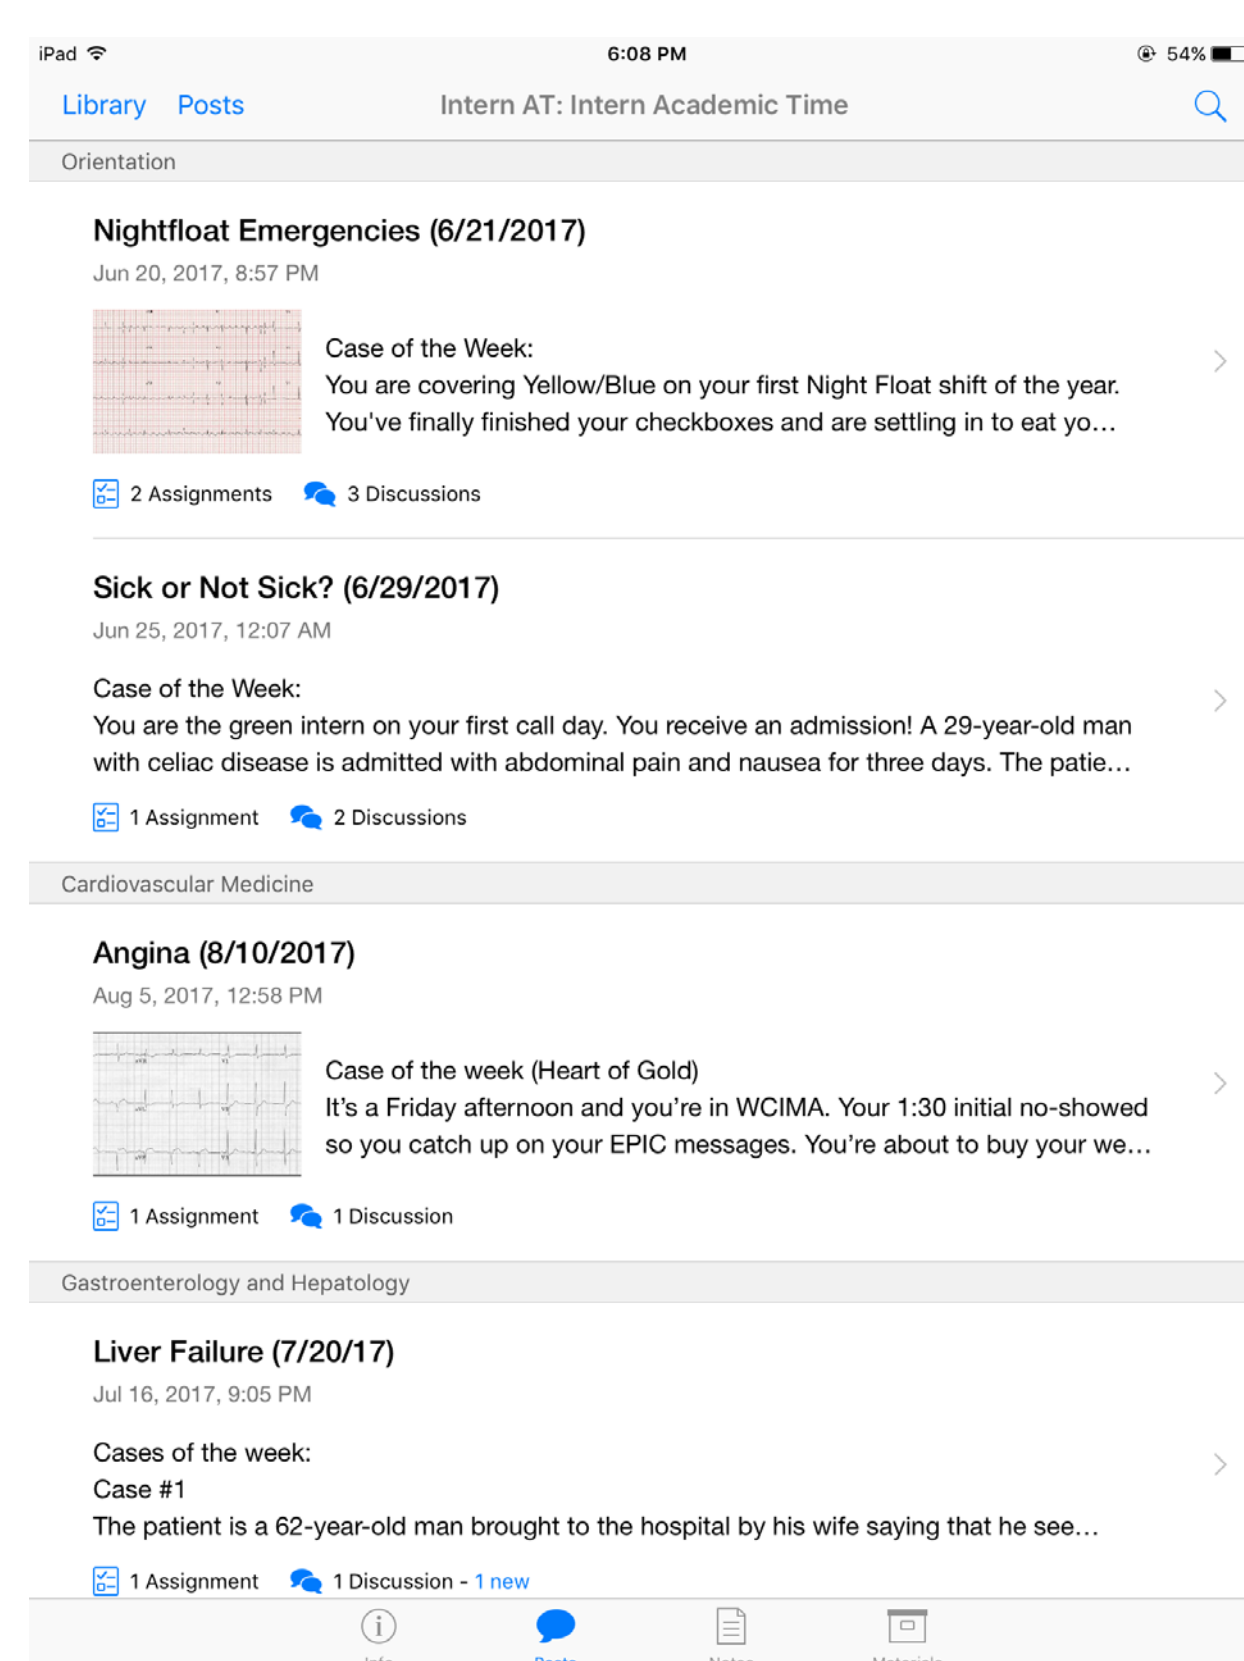 iPad 6:08 PM 54%
Library Posts Intern AT: Intern Academic Time
Orientation
Nightfloat Emergencies (6/21/2017)
Jun 20, 2017, 8:57 PM
Case of the Week:
You are covering Yellow/Blue on your first Night Float shift of the year.
You've finally finished your checkboxes and are settling in to eat yo...
2 Assignments 3 Discussions
Sick or Not Sick? (6/29/2017)
Jun 25, 2017, 12:07 AM
Case of the Week:
You are the green intern on your first call day. You receive an admission! A 29-year-old man
with celiac disease is admitted with abdominal pain and nausea for three days. The patie...
1 Assignment 2 Discussions
Cardiovascular Medicine
Angina (8/10/2017)
Aug 5, 2017, 12:58 PM
Case of the week (Heart of Gold)
It’s a Friday afternoon and you’re in WCIMA. Your 1:30 initial no-showed
so you catch up on your EPIC messages. You’re about to buy your we...
1 Assignment 1 Discussion
Gastroenterology and Hepatology
Liver Failure (7/20/17)
Jul 16, 2017, 9:05 PM
Cases of the week:
Case #1
The patient is a 62-year-old man brought to the hospital by his wife saying that he see...
1 Assignment 1 Discussion - 1 new
Info Posts Notes Materials